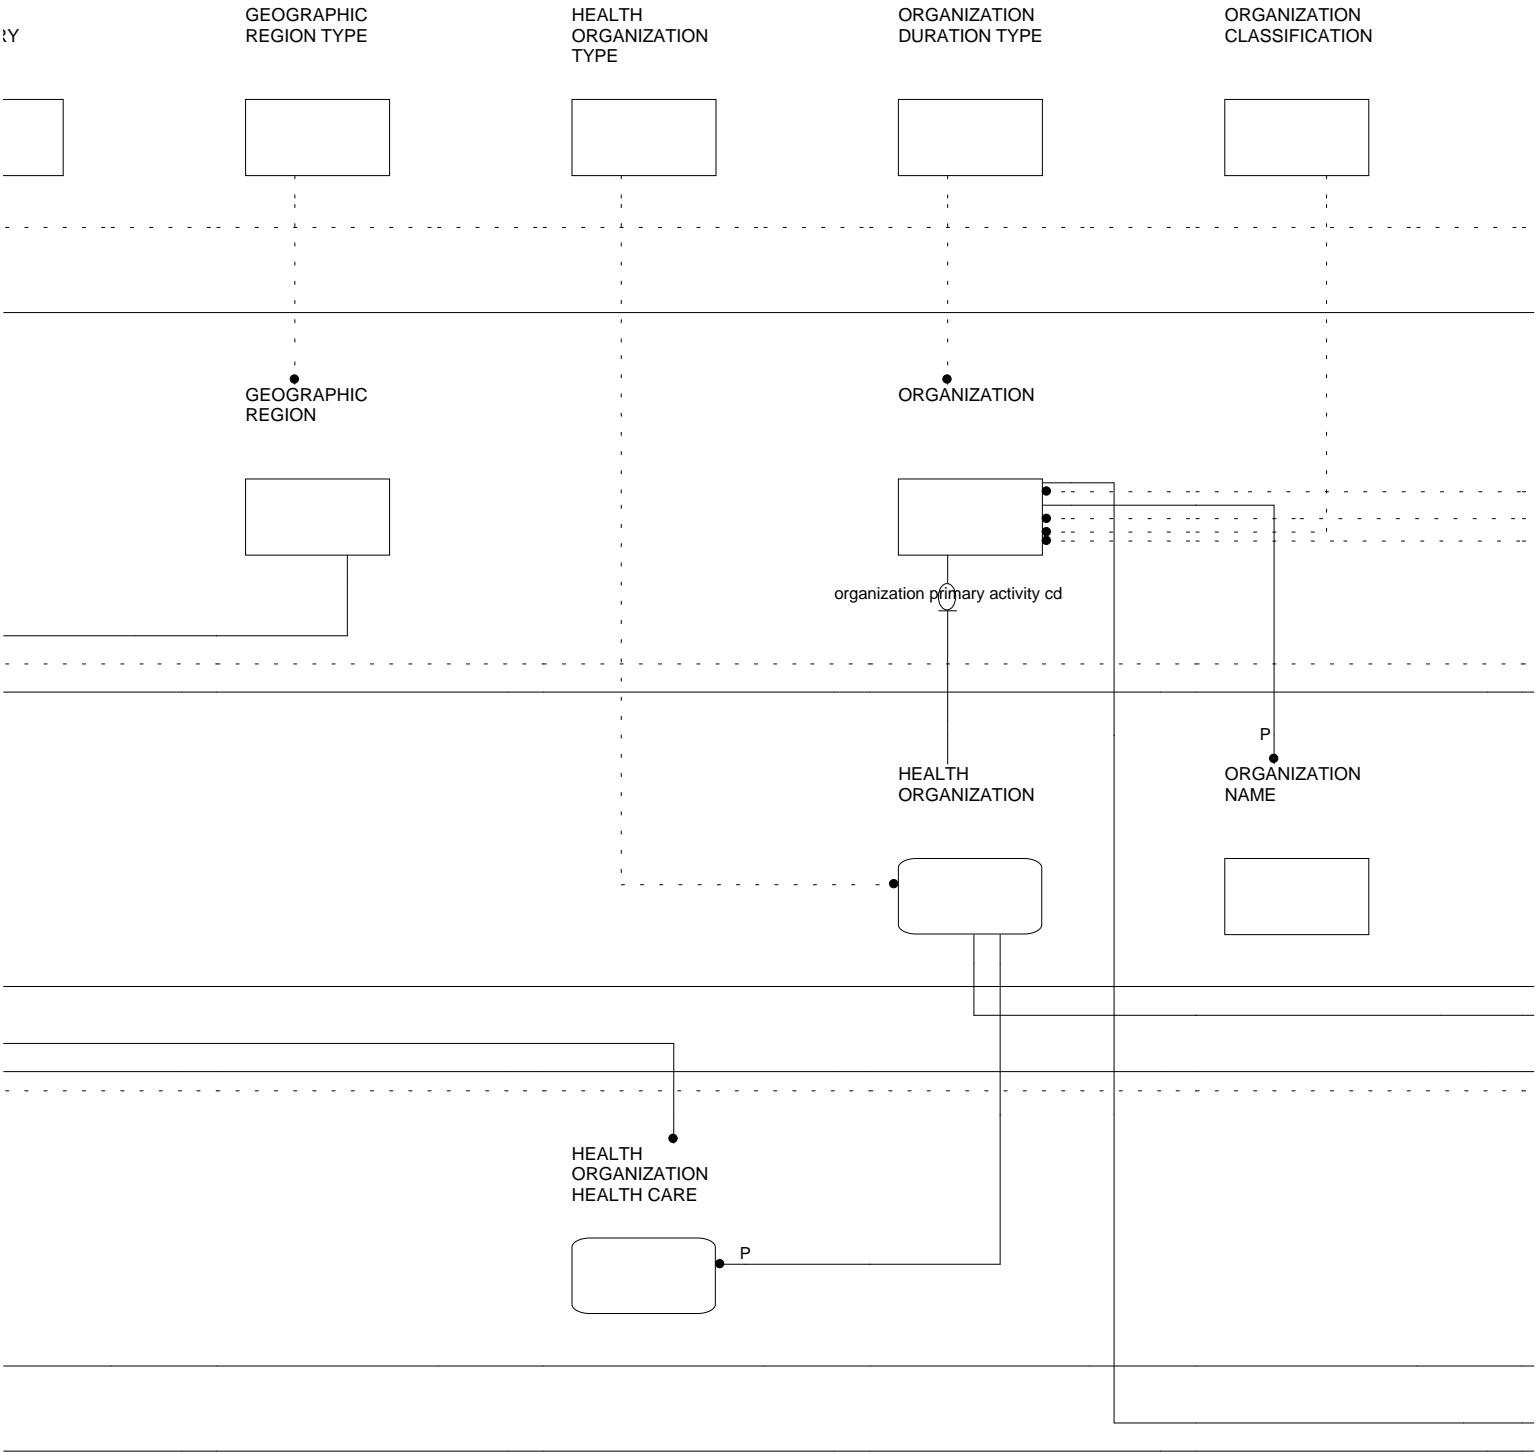 RY
GEOGRAPHIC
REGION TYPE
HEALTH
ORGANIZATION
TYPE
ORGANIZATION
DURATION TYPE
ORGANIZATION
CLASSIFICATION
GEOGRAPHIC
REGION
ORGANIZATION
organization primary activity cd
P
HEALTH
ORGANIZATION
ORGANIZATION
NAME
HEALTH
ORGANIZATION
HEALTH CARE
P